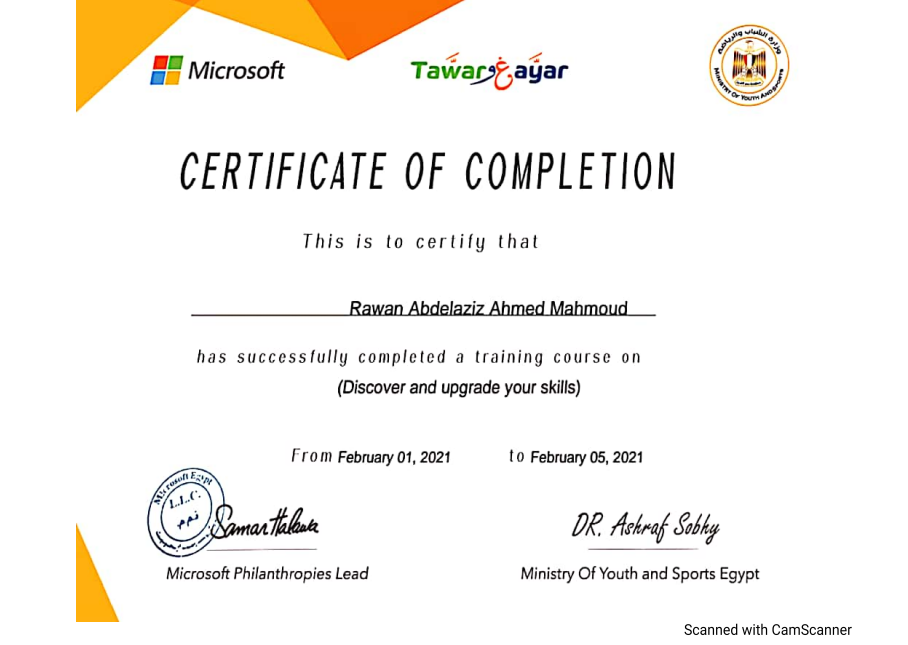 Microsoft
Tawar وغ ayar
وزارة الشباب والرياضة
MINISTRY OF YOUTH AND SPORTS
CERTIFICATE OF COMPLETION
This is to certify that
Rawan Abdelaziz Ahmed Mahmoud
has successfully completed a training course on
(Discover and upgrade your skills)
From February 01, 2021 to February 05, 2021
Microsoft Egypt
L.L.C.
ش.ذ.م.م
Samar Halawa
DR. Ashraf Sobhy
Microsoft Philanthropies Lead
Ministry Of Youth and Sports Egypt
Scanned with CamScanner